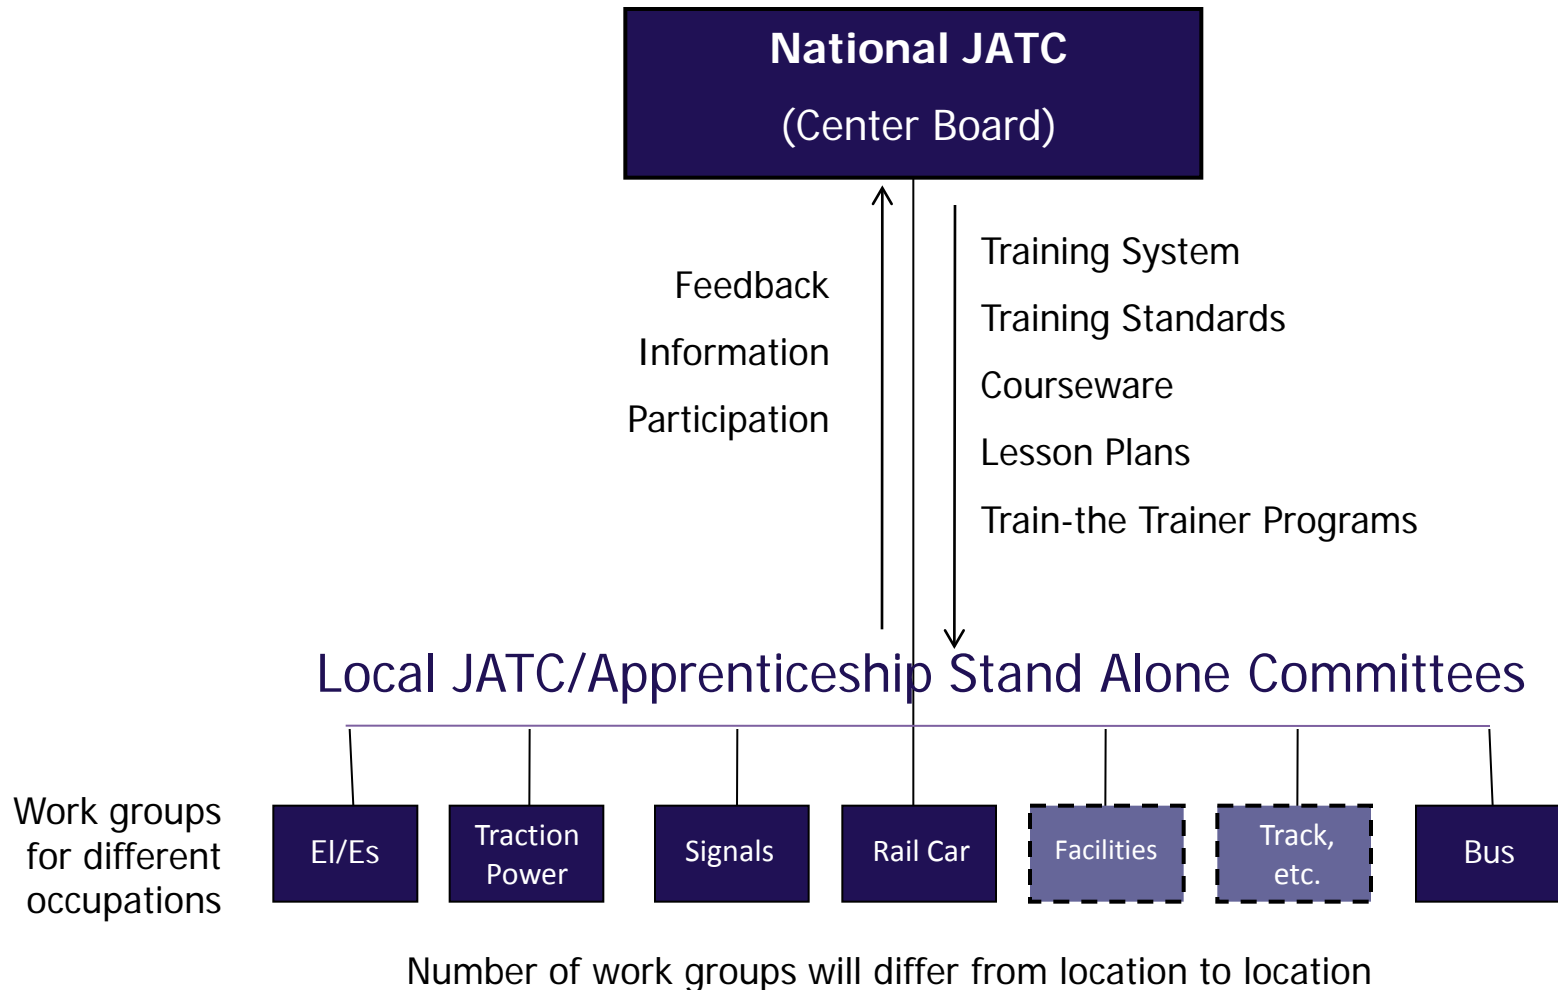 National JATC
(Center Board)
Feedback
Information
Participation
Training System
Training Standards
Courseware
Lesson Plans
Train-the Trainer Programs
Local JATC/Apprenticeship Stand Alone Committees
Work groups
for different
occupations
El/Es
Traction
Power
Signals
Rail Car
Facilities
Track,
etc.
Bus
Number of work groups will differ from location to location